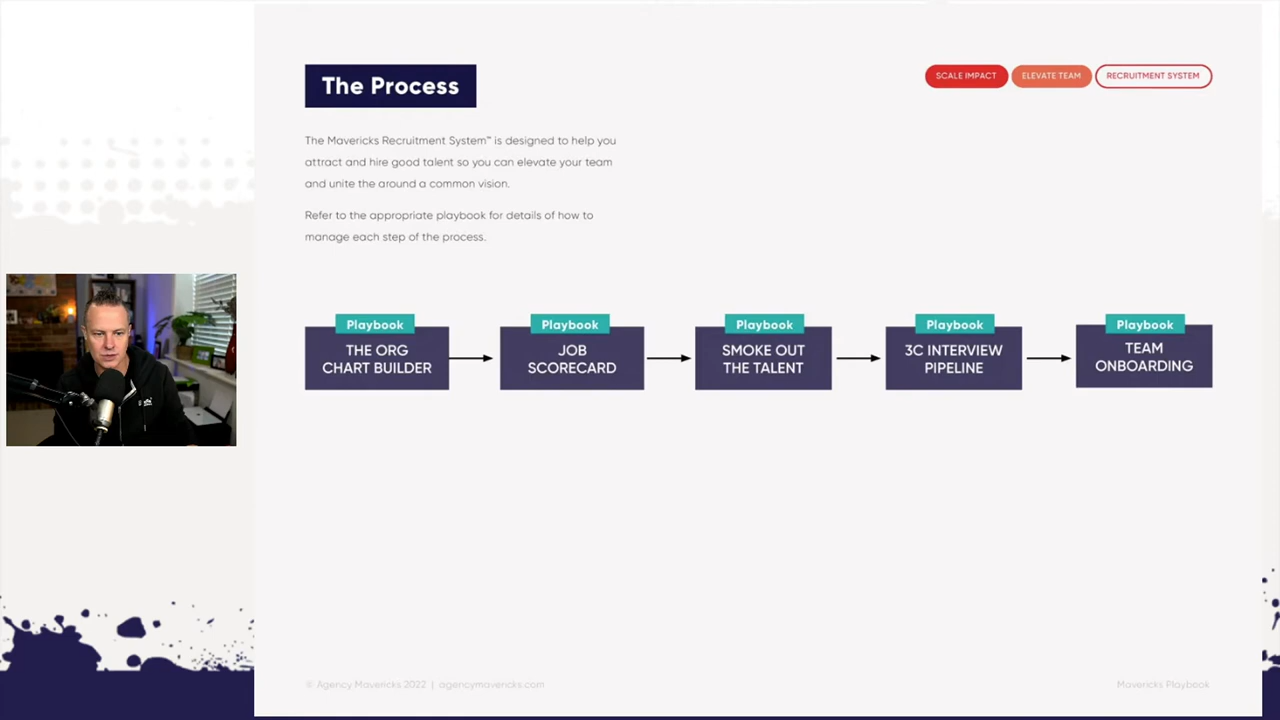 The Process
SCALE IMPACT
ELEVATE TEAM
RECRUITMENT SYSTEM
The Mavericks Recruitment System™ is designed to help you
attract and hire good talent so you can elevate your team
and unite the around a common vision.
Refer to the appropriate playbook for details of how to
manage each step of the process.
Playbook
THE ORG
CHART BUILDER
Playbook
JOB
SCORECARD
Playbook
SMOKE OUT
THE TALENT
Playbook
3C INTERVIEW
PIPELINE
Playbook
TEAM
ONBOARDING
© Agency Mavericks 2022 | agencymavericks.com
Mavericks Playbook